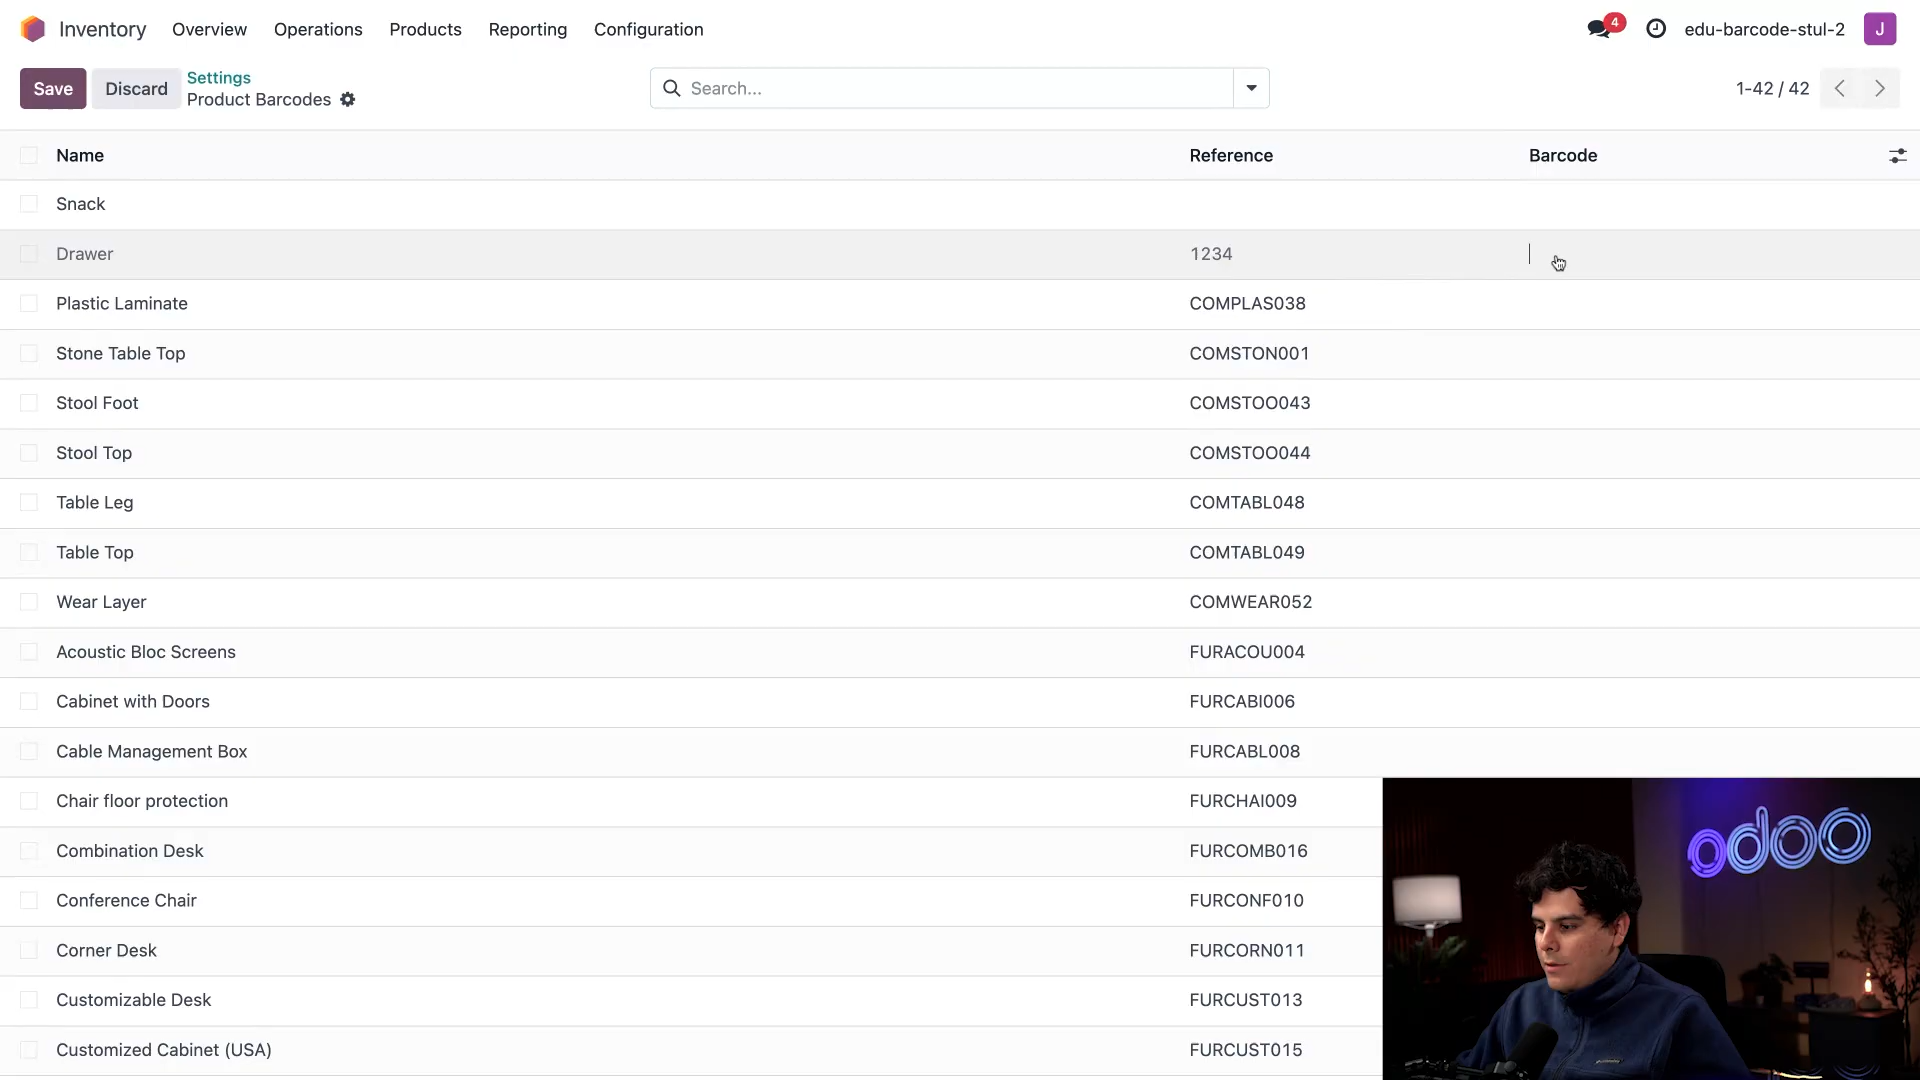 Inventory Overview Operations Products Reporting Configuration 4 edu-barcode-stul-2 J
Save Discard Settings
Product Barcodes
Search...
1-42 / 42
Name Reference Barcode
Snack
Drawer 1234
Plastic Laminate COMPLAS038
Stone Table Top COMSTON001
Stool Foot COMSTOO043
Stool Top COMSTOO044
Table Leg COMTABL048
Table Top COMTABL049
Wear Layer COMWEAR052
Acoustic Bloc Screens FURACOU004
Cabinet with Doors FURCABI006
Cable Management Box FURCABL008
Chair floor protection FURCHAI009
Combination Desk FURCOMB016
Conference Chair FURCONF010
Corner Desk FURCORN011
Customizable Desk FURCUST013
Customized Cabinet (USA) FURCUST015
odoo